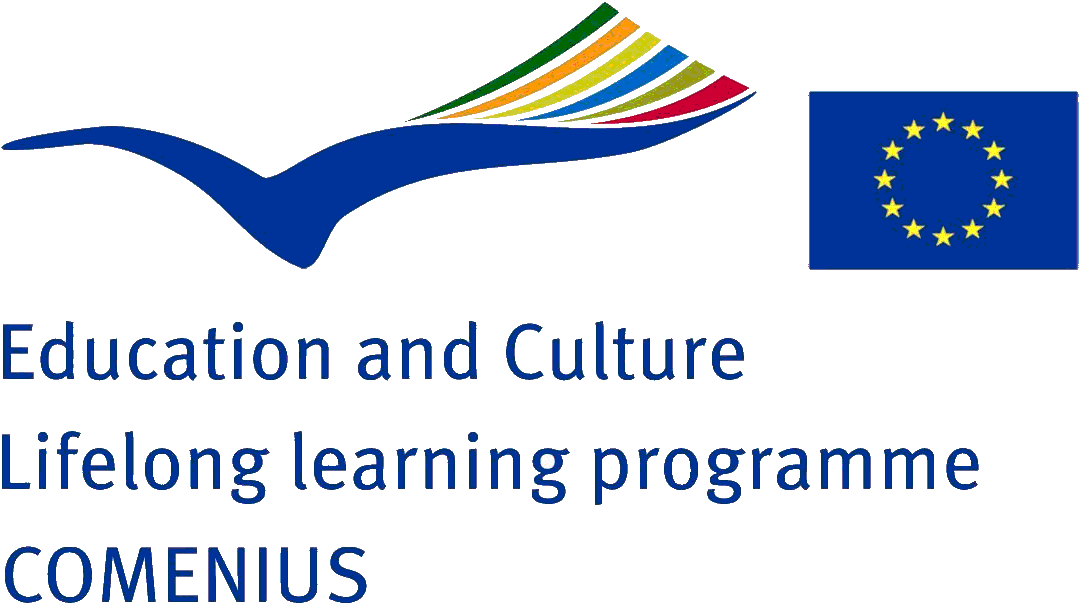 Education and Culture
Lifelong learning programme
COMENIUS